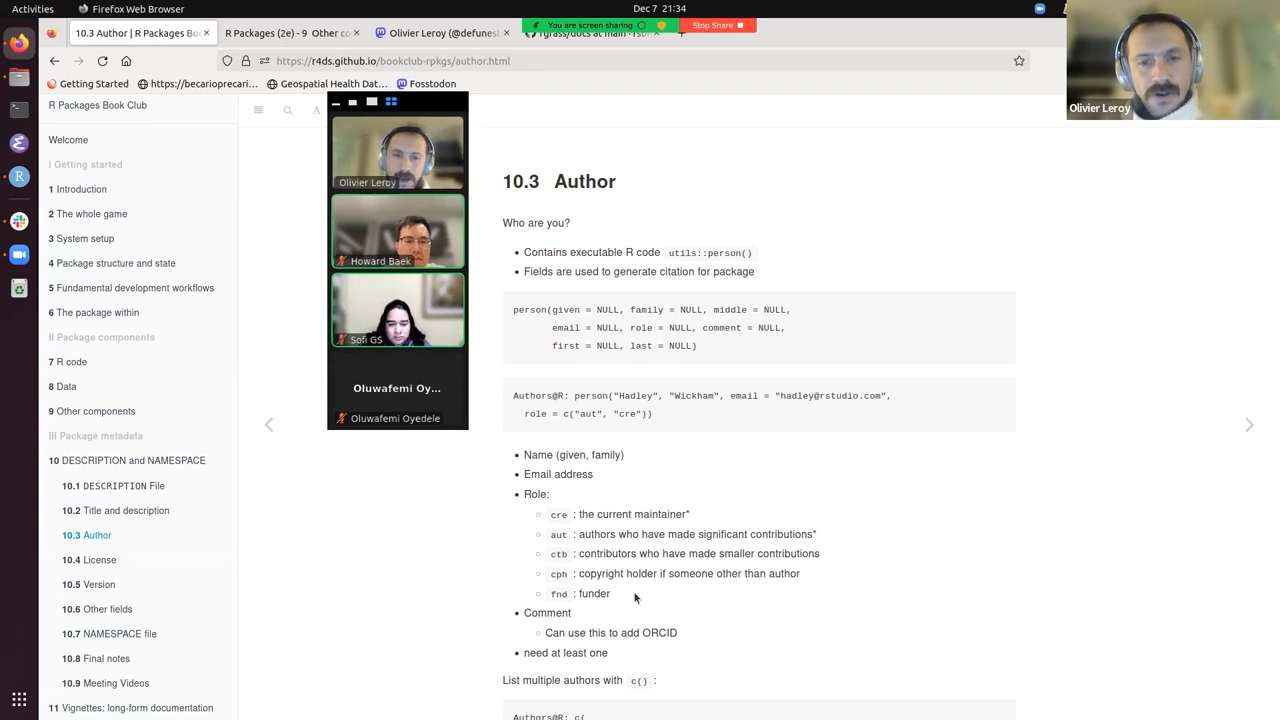 Activities
Firefox Web Browser
Dec 7 21:34
You are screen sharing
Stop Share
10.3 Author | R Packages Bo
R Packages (2e) - 9 Other co
Olivier Leroy (@defunes
https://r4ds.github.io/bookclub-rpkgs/author.html
Getting Started
https://becarioprecari...
Geospatial Health Dat...
Fosstodon
Olivier Leroy
R Packages Book Club
Welcome
I Getting started
1 Introduction
2 The whole game
3 System setup
4 Package structure and state
5 Fundamental development workflows
6 The package within
II Package components
7 R code
8 Data
9 Other components
III Package metadata
10 DESCRIPTION and NAMESPACE
10.1 DESCRIPTION File
10.2 Title and description
10.3 Author
10.4 License
10.5 Version
10.6 Other fields
10.7 NAMESPACE file
10.8 Final notes
10.9 Meeting Videos
11 Vignettes: long-form documentation
Olivier Leroy
Howard Baek
Sofi GS
Oluwafemi Oy...
Oluwafemi Oyedele
10.3 Author
Who are you?
• Contains executable R code utils::person()
• Fields are used to generate citation for package
person(given = NULL, family = NULL, middle = NULL,
email = NULL, role = NULL, comment = NULL,
first = NULL, last = NULL)
Authors@R: person("Hadley", "Wickham", email = "hadley@rstudio.com",
role = c("aut", "cre"))
• Name (given, family)
• Email address
• Role:
○ cre : the current maintainer*
○ aut : authors who have made significant contributions*
○ ctb : contributors who have made smaller contributions
○ cph : copyright holder if someone other than author
○ fnd : funder
• Comment
○ Can use this to add ORCID
• need at least one
List multiple authors with c() :
Authors@R: c(